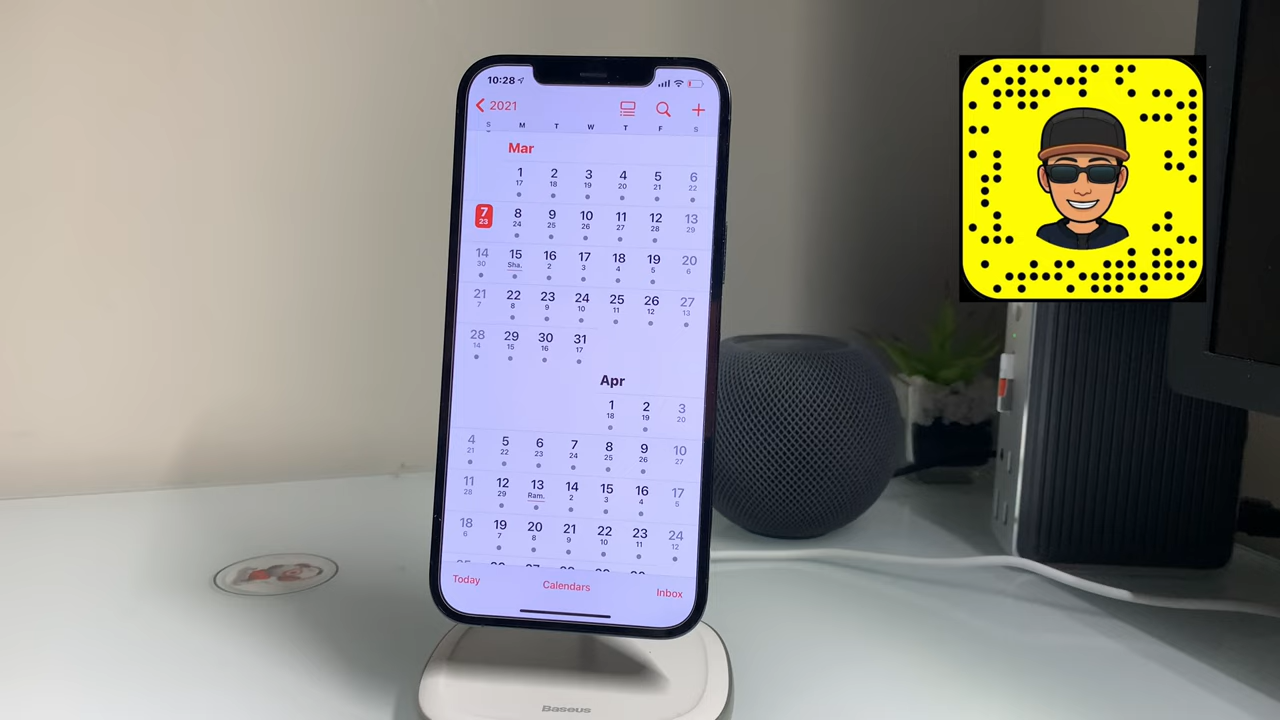 10:28
2021
S M T W T F S
Mar
1 2 3 4 5 6
17 18 19 20 21 22
7 8 9 10 11 12 13
23 24 25 26 27 28 29
14 15 16 17 18 19 20
30 Sha. 2 3 4 5 6
21 22 23 24 25 26 27
7 8 9 10 11 12 13
28 29 30 31
14 15 16 17
Apr
1 2 3
18 19 20
4 5 6 7 8 9 10
21 22 23 24 25 26 27
11 12 13 14 15 16 17
28 29 Ram. 2 3 4 5
18 19 20 21 22 23 24
6 7 8 9 10 11 12
Today Calendars Inbox
Baseus